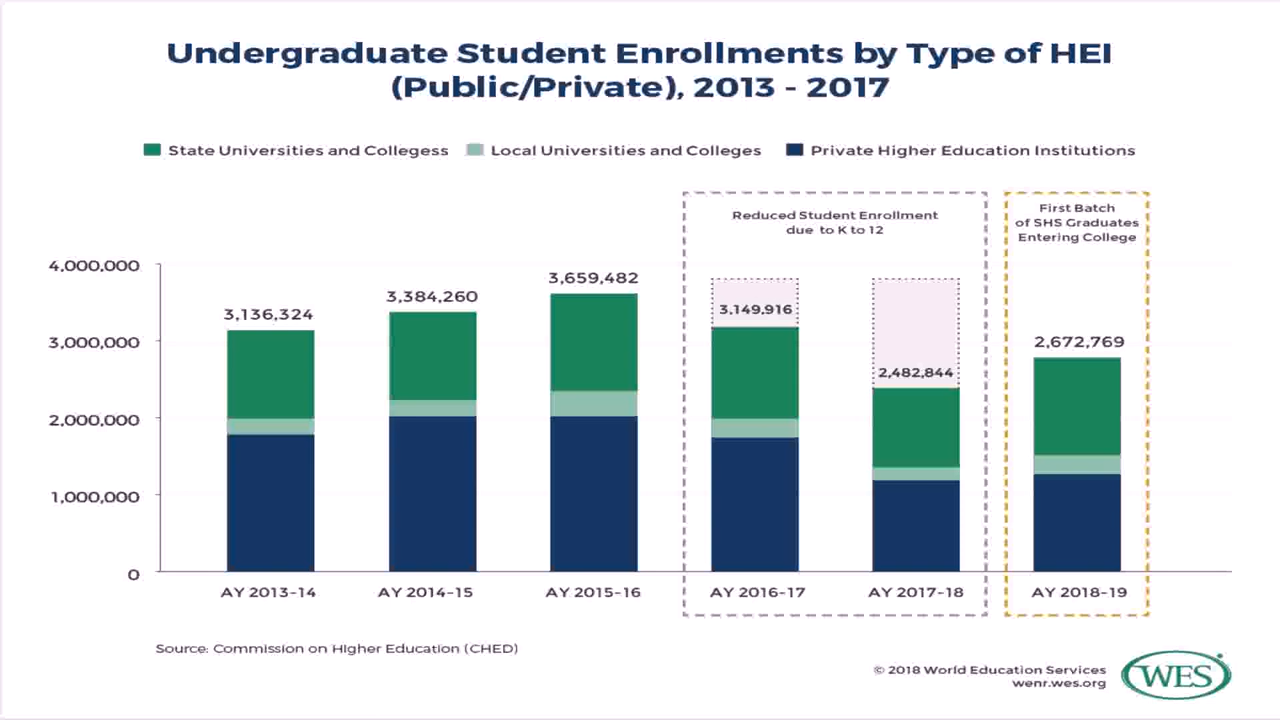 Undergraduate Student Enrollments by Type of HEI
(Public/Private), 2013 - 2017
State Universities and Collegess
Local Universities and Colleges
Private Higher Education Institutions
Reduced Student Enrollment
due to K to 12
First Batch
of SHS Graduates
Entering College
4,000,000
3,000,000
2,000,000
1,000,000
0
3,136,324
3,384,260
3,659,482
3,149,916
2,482,844
2,672,769
AY 2013-14
AY 2014-15
AY 2015-16
AY 2016-17
AY 2017-18
AY 2018-19
Source: Commission on Higher Education (CHED)
© 2018 World Education Services
wenr.wes.org
WES